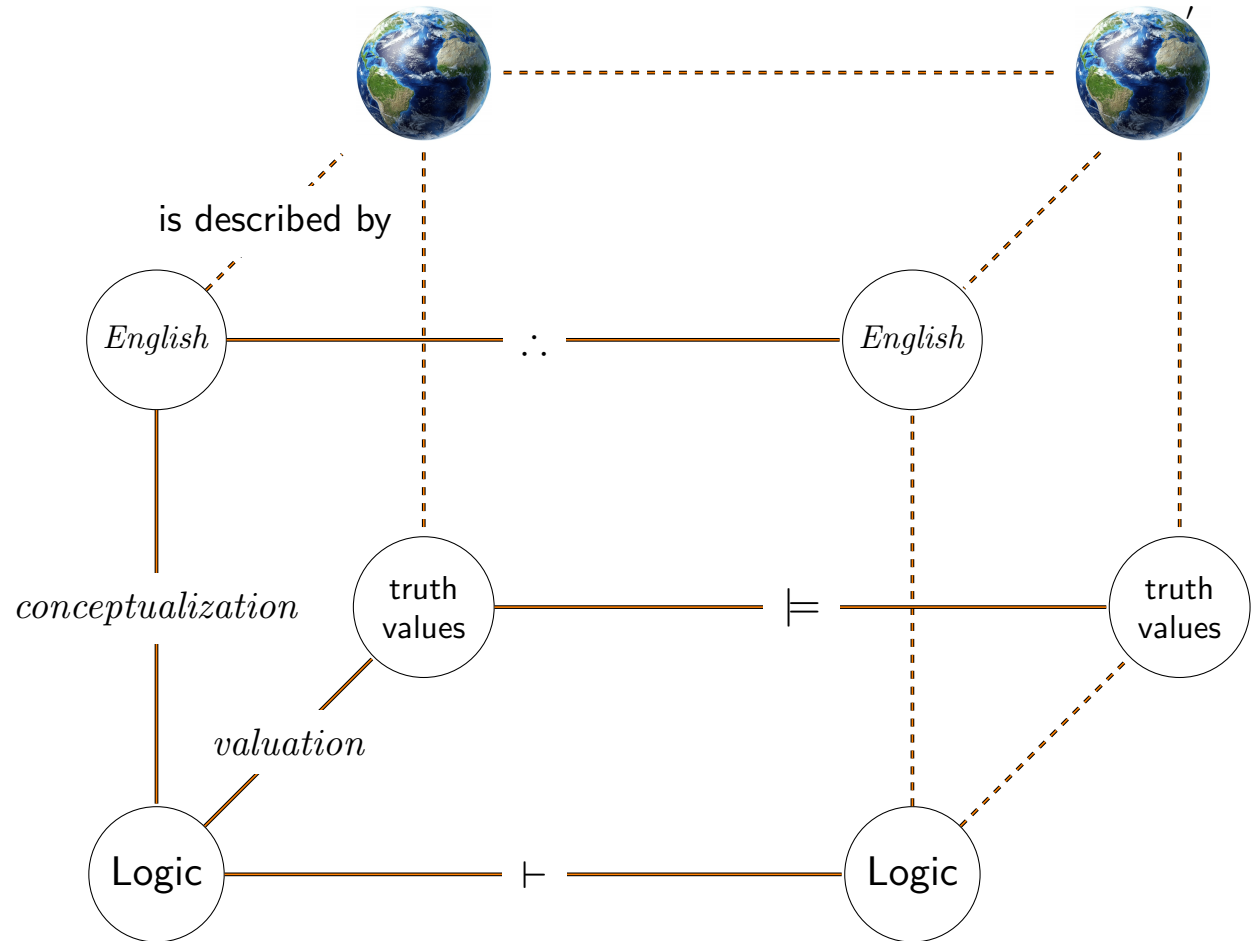 ′
is described by
English
∴
English
conceptualization
truth
values
⊨
truth
values
valuation
Logic
⊢
Logic